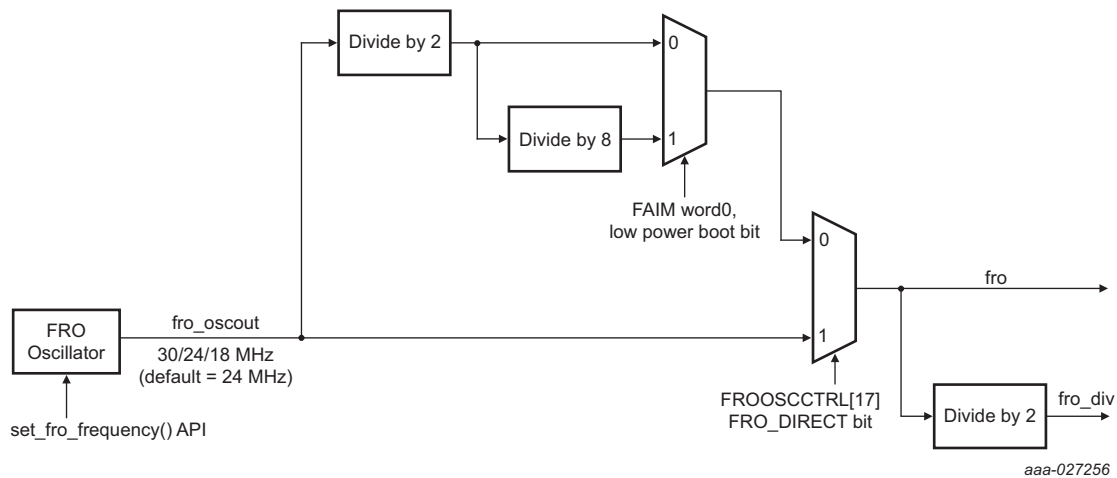 Divide by 2
0
Divide by 8
1
FAIM word0,
low power boot bit
0
fro
FRO
Oscillator
fro_oscout
30/24/18 MHz
(default = 24 MHz)
1
set_fro_frequency() API
FROOSCCTRL[17]
FRO_DIRECT bit
Divide by 2
fro_div
aaa-027256